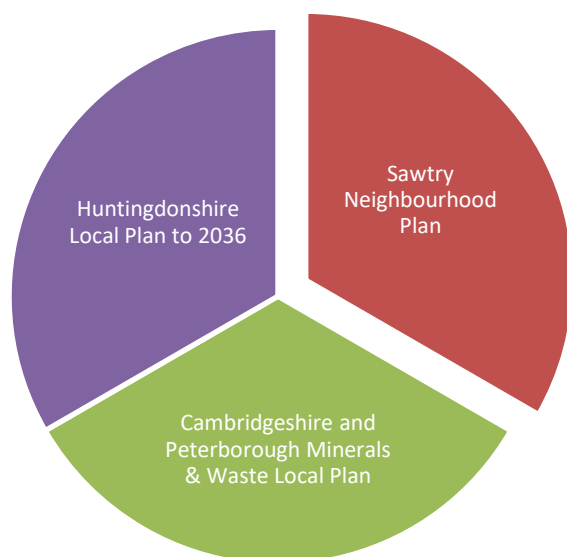 Sawtry
Neighbourhood
Plan
Huntingdonshire
Local Plan to 2036
Cambridgeshire and
Peterborough Minerals
& Waste Local Plan